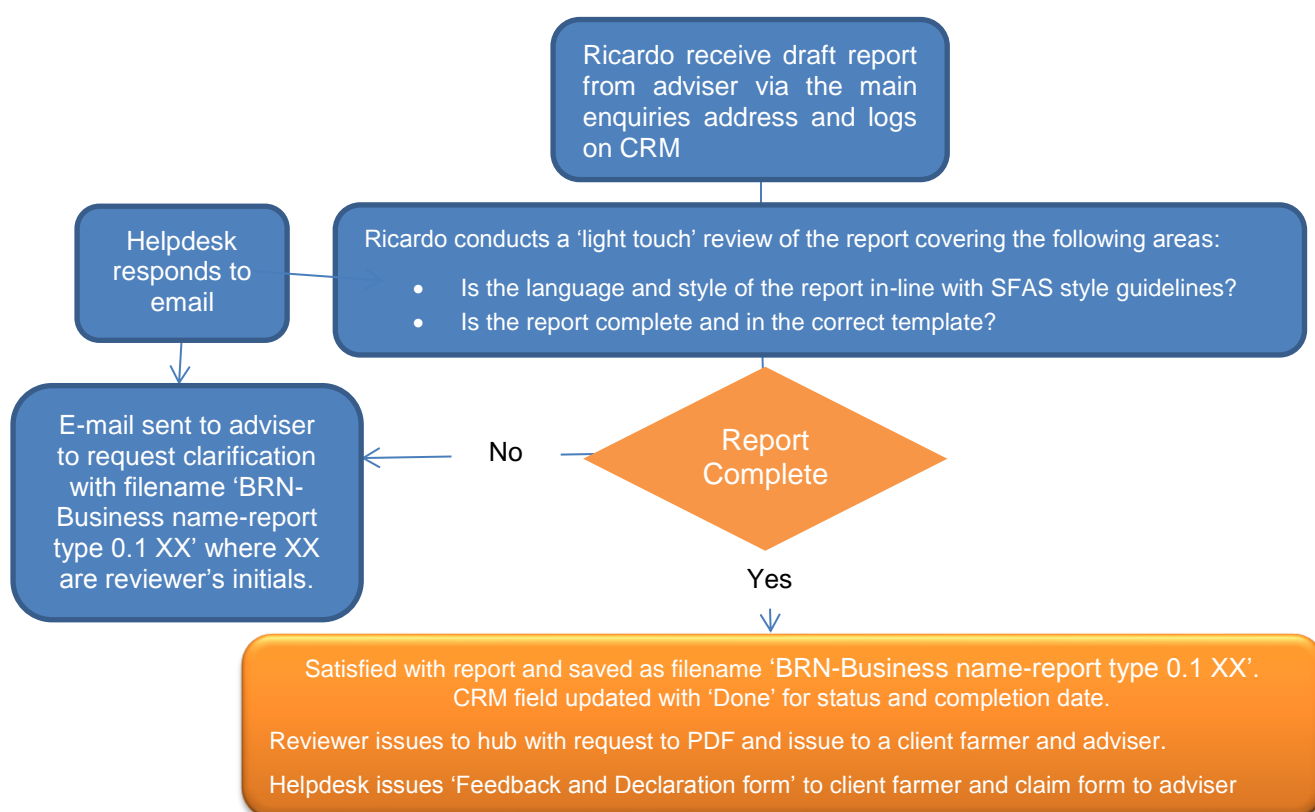 Ricardo receive draft report
from adviser via the main
enquiries address and logs
on CRM
Helpdesk
responds to
email
Ricardo conducts a ‘light touch’ review of the report covering the following areas:
• Is the language and style of the report in-line with SFAS style guidelines?
• Is the report complete and in the correct template?
E-mail sent to adviser
to request clarification
with filename ‘BRN-
Business name-report
type 0.1 XX’ where XX
are reviewer’s initials.
No
Report
Complete
Yes
Satisfied with report and saved as filename ‘BRN-Business name-report type 0.1 XX’.
CRM field updated with ‘Done’ for status and completion date.
Reviewer issues to hub with request to PDF and issue to a client farmer and adviser.
Helpdesk issues ‘Feedback and Declaration form’ to client farmer and claim form to adviser